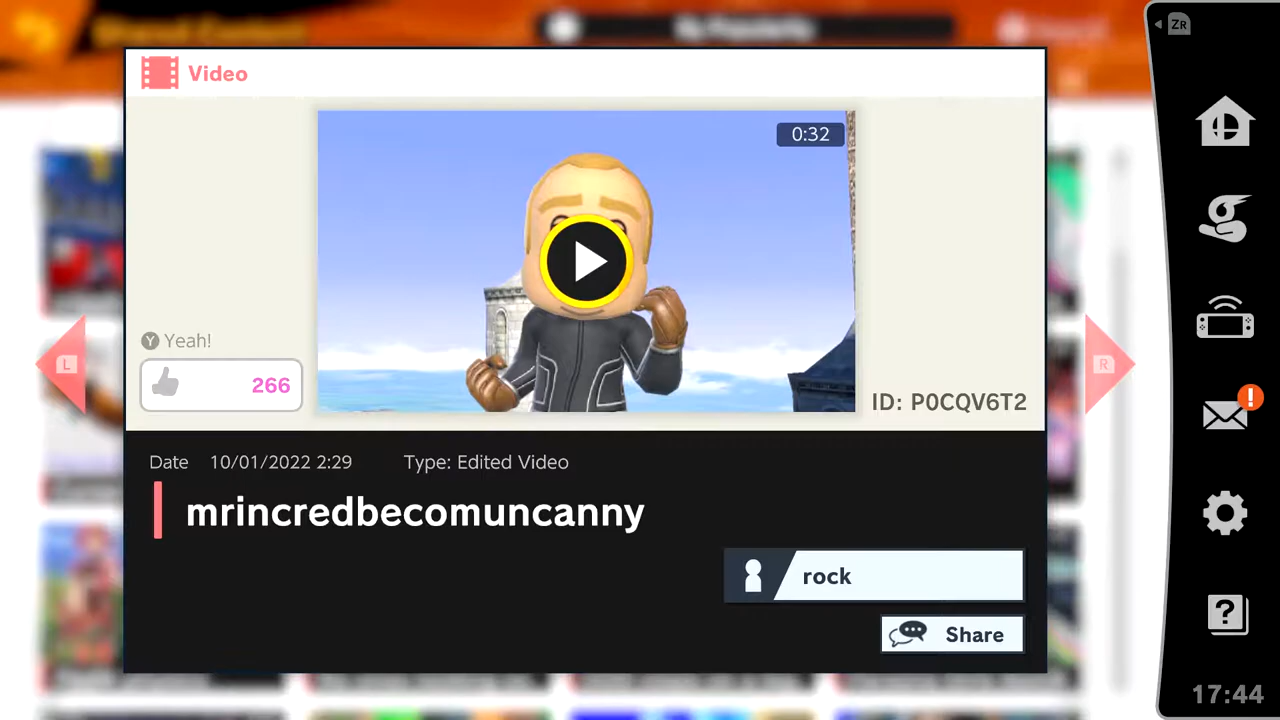 ZR
Video
0:32
Y Yeah!
266
L
R
ID: P0CQV6T2
Date 10/01/2022 2:29 Type: Edited Video
mrincredbecomuncanny
rock
Share
17:44